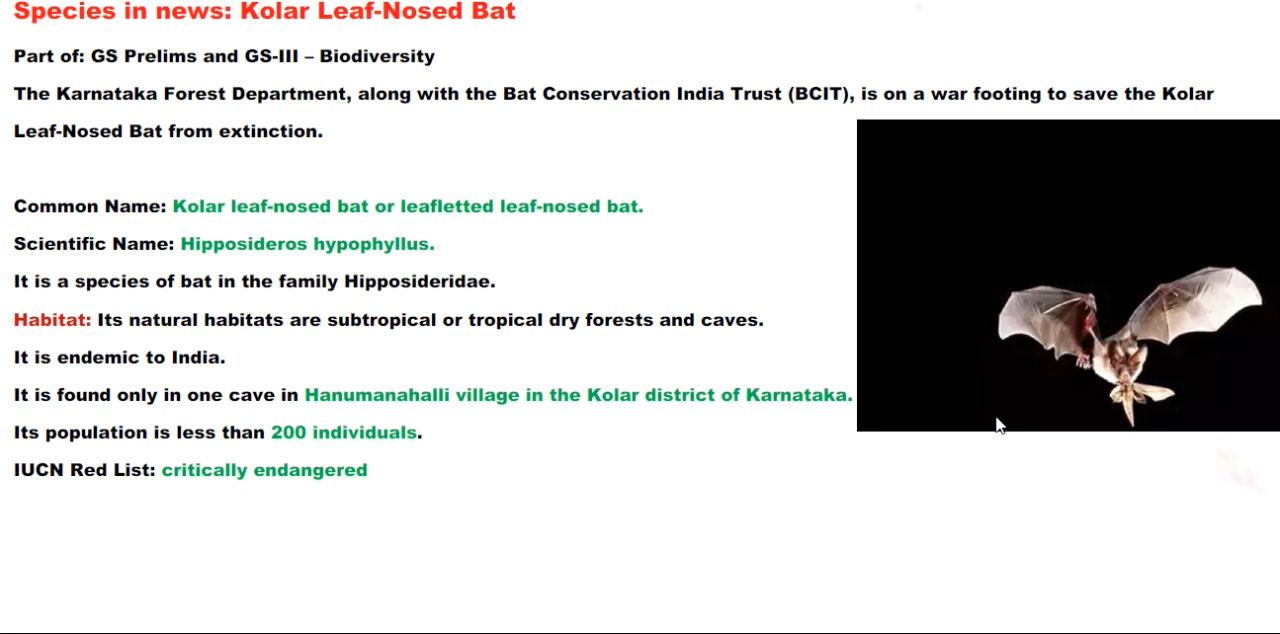 Species in news: Kolar Leaf-Nosed Bat
Part of: GS Prelims and GS-III – Biodiversity
The Karnataka Forest Department, along with the Bat Conservation India Trust (BCIT), is on a war footing to save the Kolar
Leaf-Nosed Bat from extinction.
Common Name: Kolar leaf-nosed bat or leafletted leaf-nosed bat.
Scientific Name: Hipposideros hypophyllus.
It is a species of bat in the family Hipposideridae.
Habitat: Its natural habitats are subtropical or tropical dry forests and caves.
It is endemic to India.
It is found only in one cave in Hanumanahalli village in the Kolar district of Karnataka.
Its population is less than 200 individuals.
IUCN Red List: critically endangered